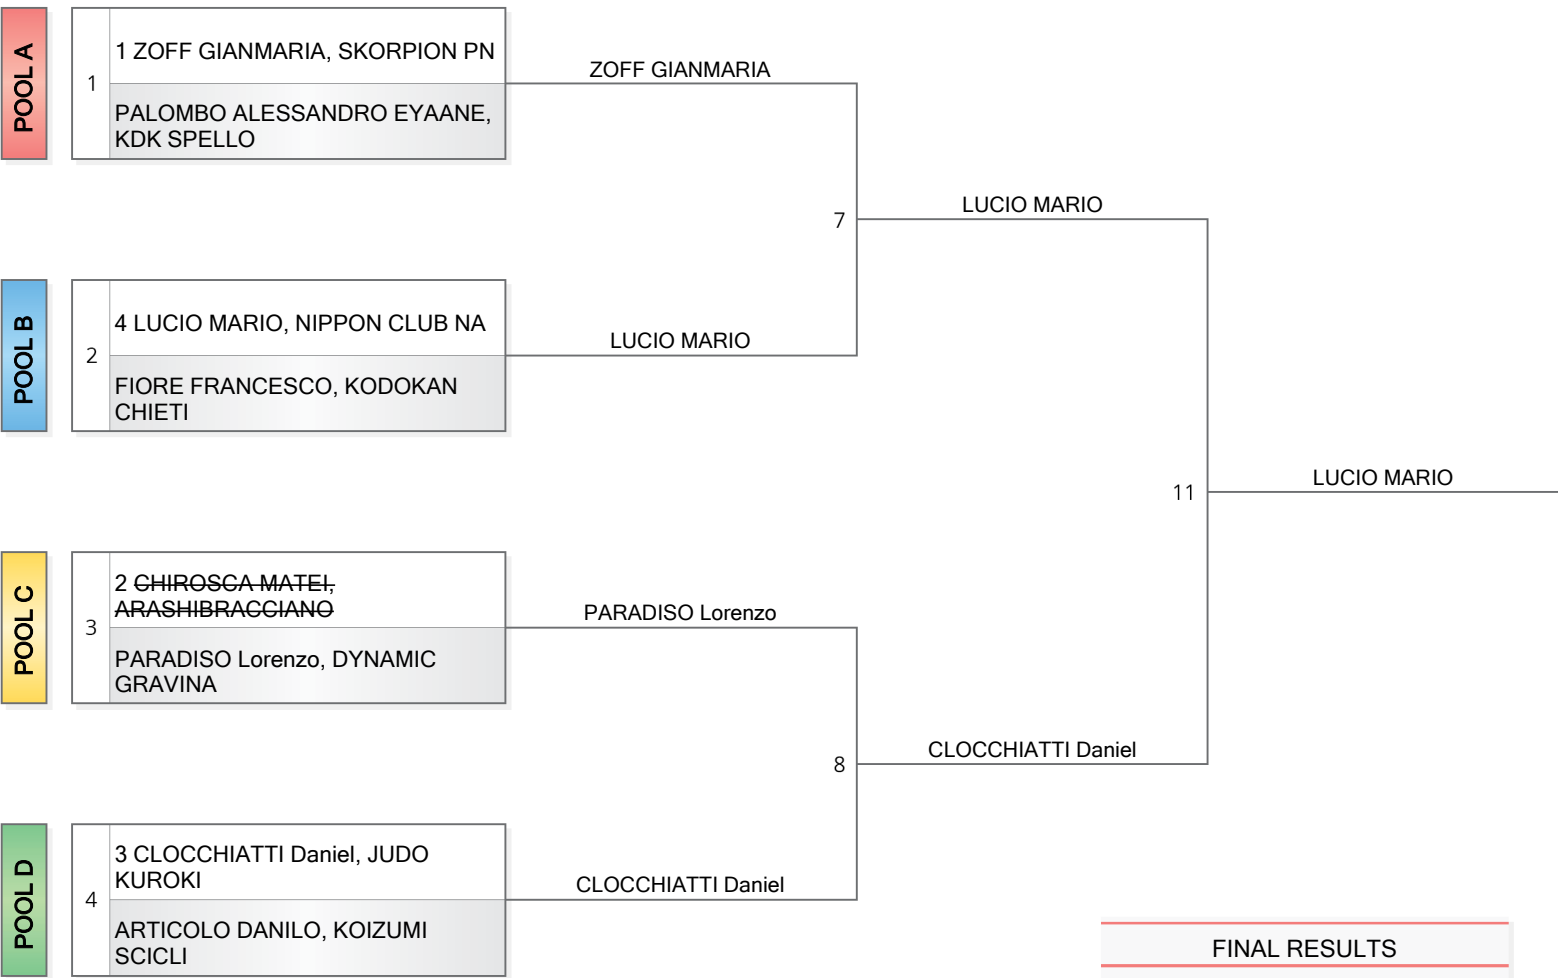 POOL A
1
1 ZOFF GIANMARIA, SKORPION PN
PALOMBO ALESSANDRO EYAANE,
KDK SPELLO
ZOFF GIANMARIA
7
LUCIO MARIO
POOL B
2
4 LUCIO MARIO, NIPPON CLUB NA
FIORE FRANCESCO, KODOKAN
CHIETI
LUCIO MARIO
11
LUCIO MARIO
POOL C
3
2 CHIROSCA MATEI,
ARASHIBRACCIANO
PARADISO Lorenzo, DYNAMIC
GRAVINA
PARADISO Lorenzo
8
CLOCCHIATTI Daniel
POOL D
4
3 CLOCCHIATTI Daniel, JUDO
KUROKI
ARTICOLO DANILO, KOIZUMI
SCICLI
CLOCCHIATTI Daniel
FINAL RESULTS